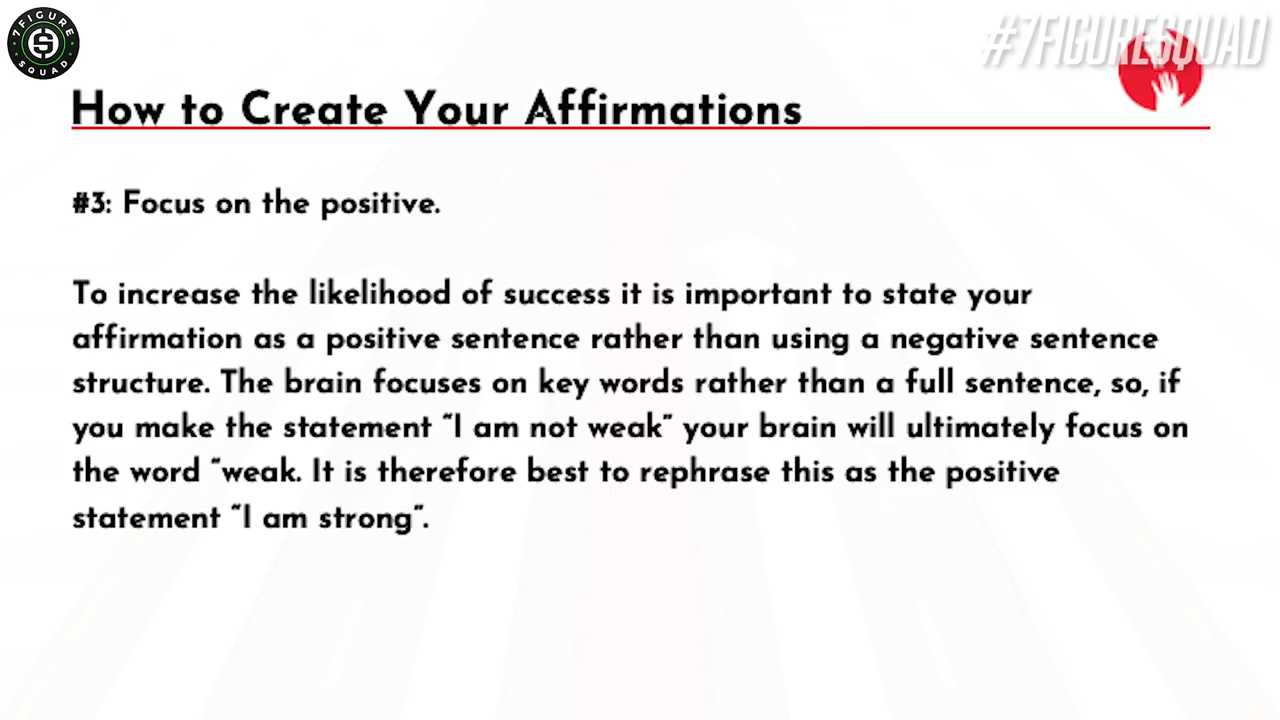 7FIGURE
SQUAD
#7FIGURESQUAD
How to Create Your Affirmations
#3: Focus on the positive.
To increase the likelihood of success it is important to state your
affirmation as a positive sentence rather than using a negative sentence
structure. The brain focuses on key words rather than a full sentence, so, if
you make the statement “I am not weak” your brain will ultimately focus on
the word “weak. It is therefore best to rephrase this as the positive
statement “I am strong”.